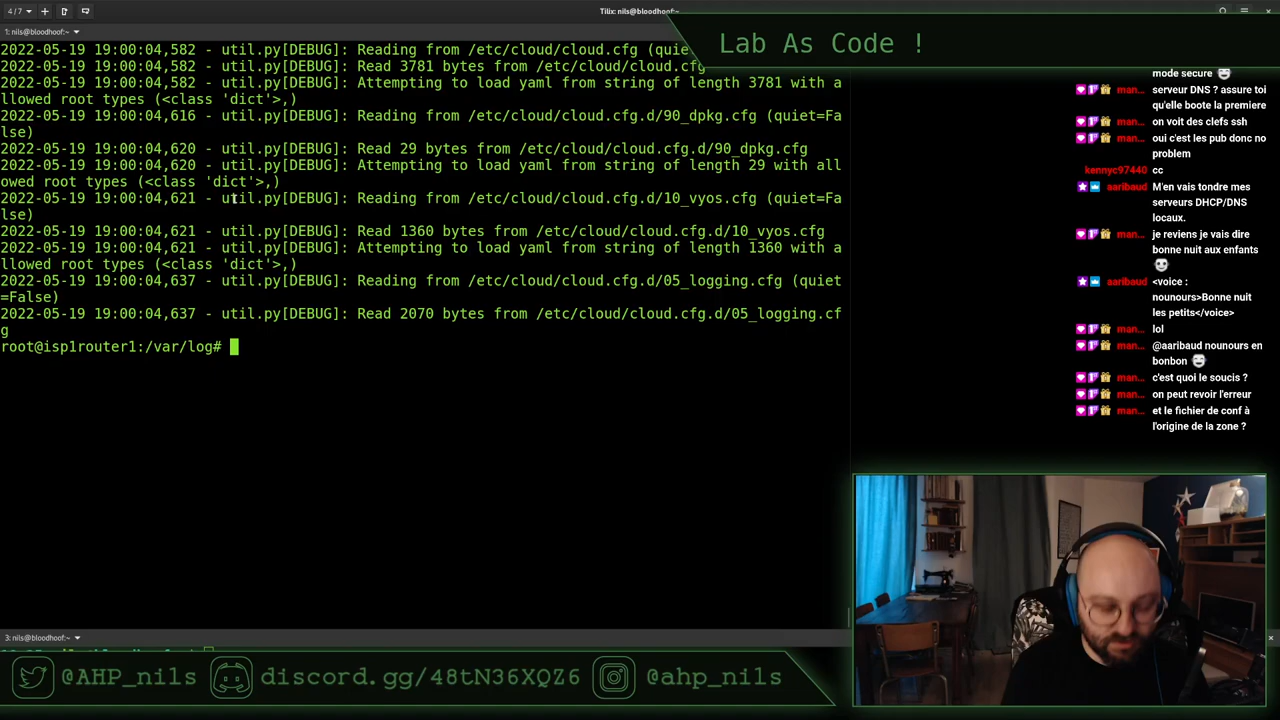 4 / 7
Tilix: nils@bloodhoof:~
1: nils@bloodhoof:~
Lab As Code !
2022-05-19 19:00:04,582 - util.py[DEBUG]: Reading from /etc/cloud/cloud.cfg (quie
2022-05-19 19:00:04,582 - util.py[DEBUG]: Read 3781 bytes from /etc/cloud/cloud.cfg
2022-05-19 19:00:04,582 - util.py[DEBUG]: Attempting to load yaml from string of length 3781 with a
llowed root types (<class 'dict'>,)
2022-05-19 19:00:04,616 - util.py[DEBUG]: Reading from /etc/cloud/cloud.cfg.d/90_dpkg.cfg (quiet=Fa
lse)
2022-05-19 19:00:04,620 - util.py[DEBUG]: Read 29 bytes from /etc/cloud/cloud.cfg.d/90_dpkg.cfg
2022-05-19 19:00:04,620 - util.py[DEBUG]: Attempting to load yaml from string of length 29 with all
owed root types (<class 'dict'>,)
2022-05-19 19:00:04,621 - util.py[DEBUG]: Reading from /etc/cloud/cloud.cfg.d/10_vyos.cfg (quiet=Fa
lse)
2022-05-19 19:00:04,621 - util.py[DEBUG]: Read 1360 bytes from /etc/cloud/cloud.cfg.d/10_vyos.cfg
2022-05-19 19:00:04,621 - util.py[DEBUG]: Attempting to load yaml from string of length 1360 with a
llowed root types (<class 'dict'>,)
2022-05-19 19:00:04,637 - util.py[DEBUG]: Reading from /etc/cloud/cloud.cfg.d/05_logging.cfg (quiet
=False)
2022-05-19 19:00:04,637 - util.py[DEBUG]: Read 2070 bytes from /etc/cloud/cloud.cfg.d/05_logging.cf
g
root@isp1router1:/var/log#
mode secure
man... serveur DNS ? assure toi
qu'elle boote la premiere
man... on voit des clefs ssh
man... oui c'est les pub donc no
problem
kennyc97440 cc
aaribaud M'en vais tondre mes
serveurs DHCP/DNS
locaux.
man... je reviens je vais dire
bonne nuit aux enfants
aaribaud <voice :
nounours>Bonne nuit
les petits</voice>
man... lol
man... @aaribaud nounours en
bonbon
man... c'est quoi le soucis ?
man... on peut revoir l'erreur
man... et le fichier de conf à
l'origine de la zone ?
3: nils@bloodhoof:~
@AHP_nils
discord.gg/48tN36XQZ6
@ahp_nils